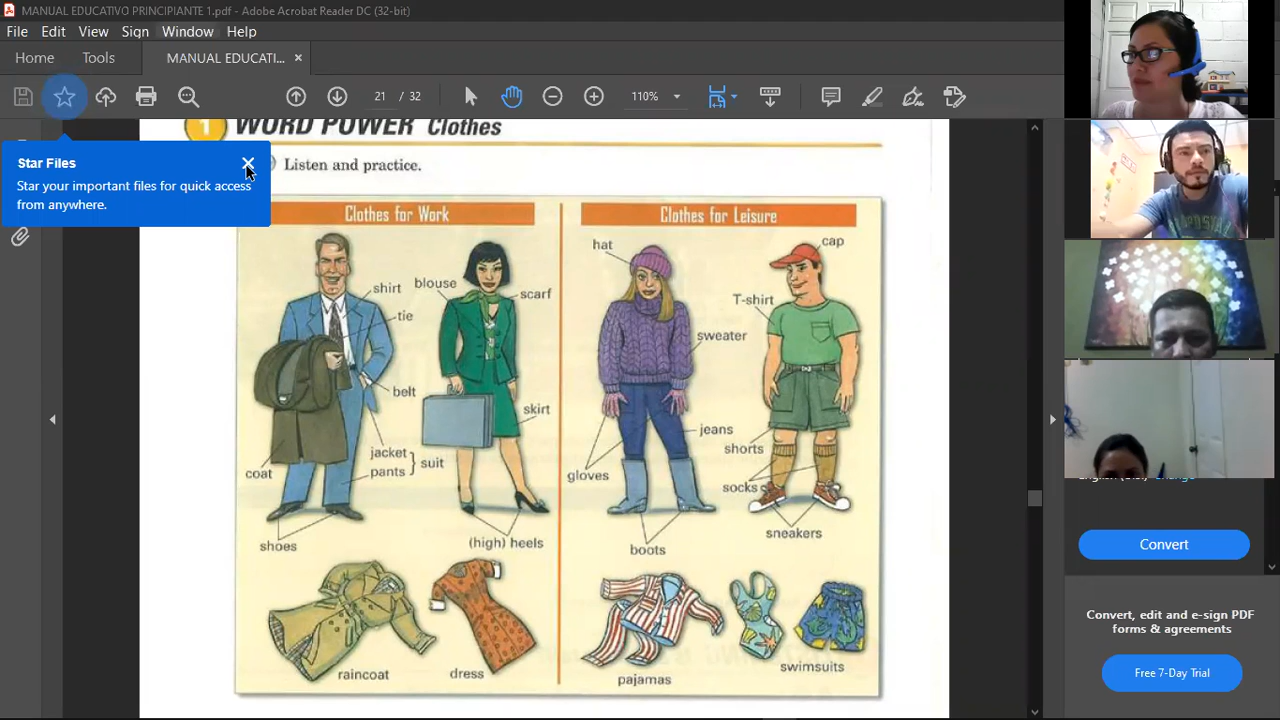 MANUAL EDUCATIVO PRINCIPIANTE 1.pdf - Adobe Acrobat Reader DC (32-bit)
File Edit View Sign Window Help
Home Tools MANUAL EDUCATI... ×
21 / 32 110%
1 WORD POWER Clothes
Star Files
Star your important files for quick access
from anywhere.
Listen and practice.
Clothes for Work
Clothes for Leisure
shirt
blouse
scarf
tie
belt
skirt
jacket
pants
suit
coat
shoes
(high) heels
raincoat
dress
hat
cap
T-shirt
sweater
jeans
shorts
gloves
socks
sneakers
boots
pajamas
swimsuits
Convert
Convert, edit and e-sign PDF
forms & agreements
Free 7-Day Trial